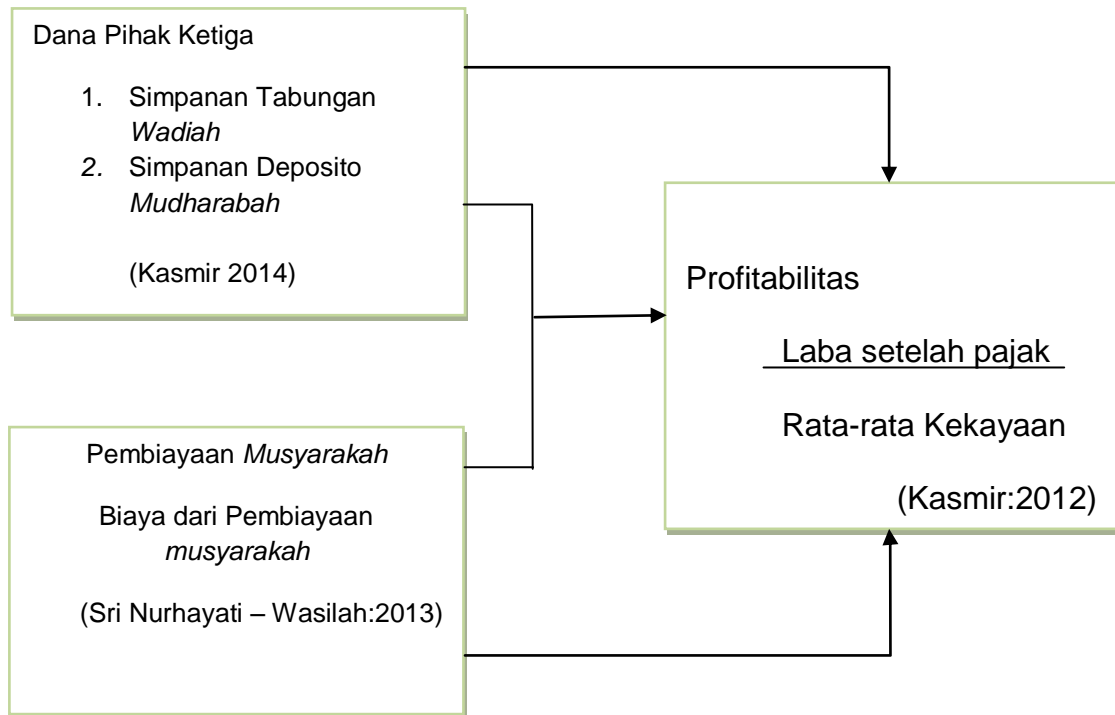 Dana Pihak Ketiga
1. Simpanan Tabungan
Wadiah
2. Simpanan Deposito
Mudharabah
(Kasmir 2014)
Pembiayaan Musyarakah
Biaya dari Pembiayaan
musyarakah
(Sri Nurhayati – Wasilah:2013)
Profitabilitas
Laba setelah pajak
Rata-rata Kekayaan
(Kasmir:2012)